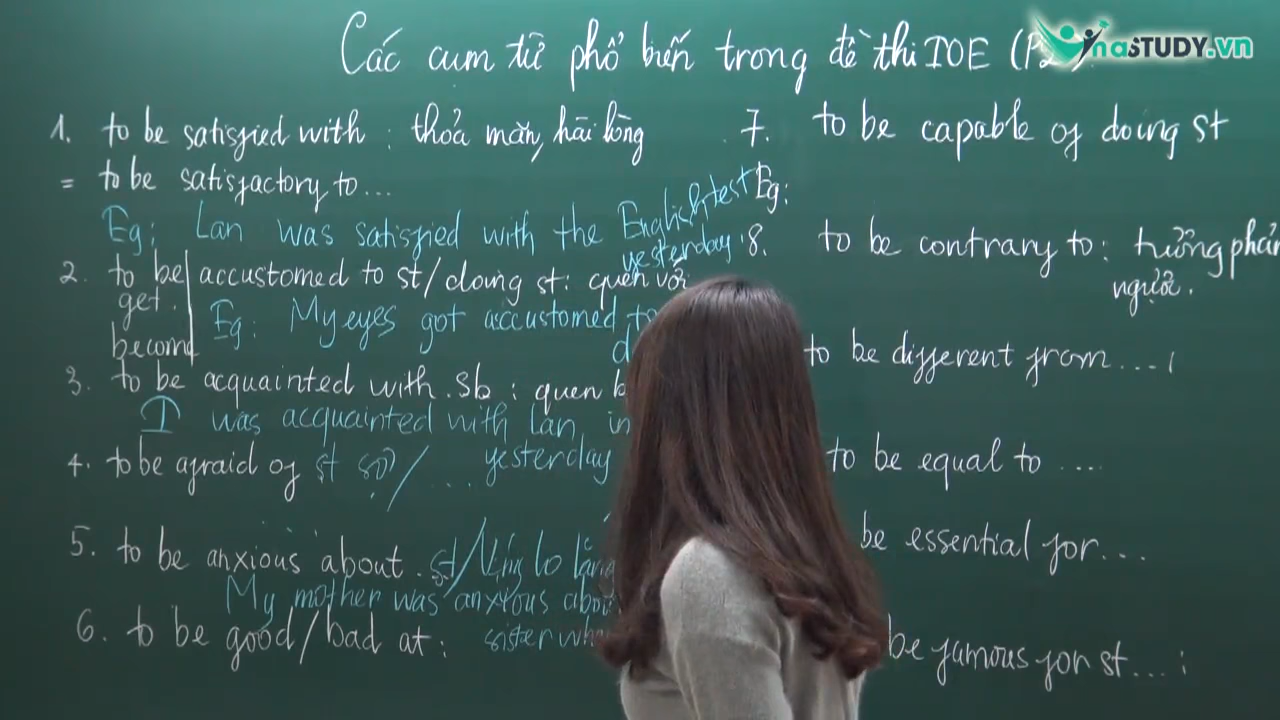 Các cụm từ phổ biến trong đề thi IOE (P2)
nastudy.vn
1. to be satisfied with : thỏa mãn, hài lòng
= to be satisfactory to...
Eg: Lan was satisfied with the English test
yesterday.
2. to be accustomed to st/doing st: quen với
get.
become
Eg: My eyes got accustomed to
3. to be acquainted with sb : quen
I was acquainted with Lan in
yesterday
4. to be afraid of st / ...
5. to be anxious about st/ lo lắng
My mother was anxious
sister
6. to be good/bad at :
7. to be capable of doing st
Eg:
8. to be contrary to : tương phản
ngược.
to be different from....:
to be equal to ....
be essential for...
be famous for st... :